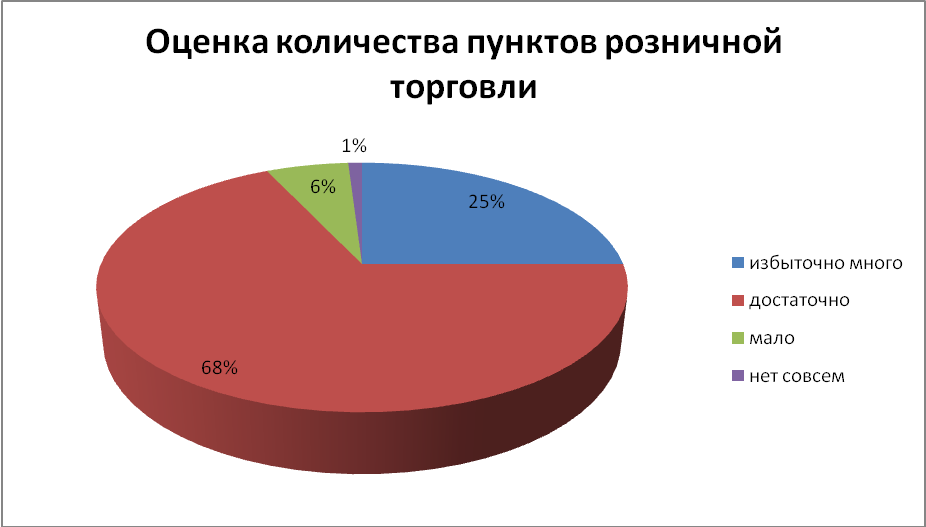 Оценка количества пунктов розничной
торговли
1%
6%
25%
68%
избыточно много
достаточно
мало
нет совсем